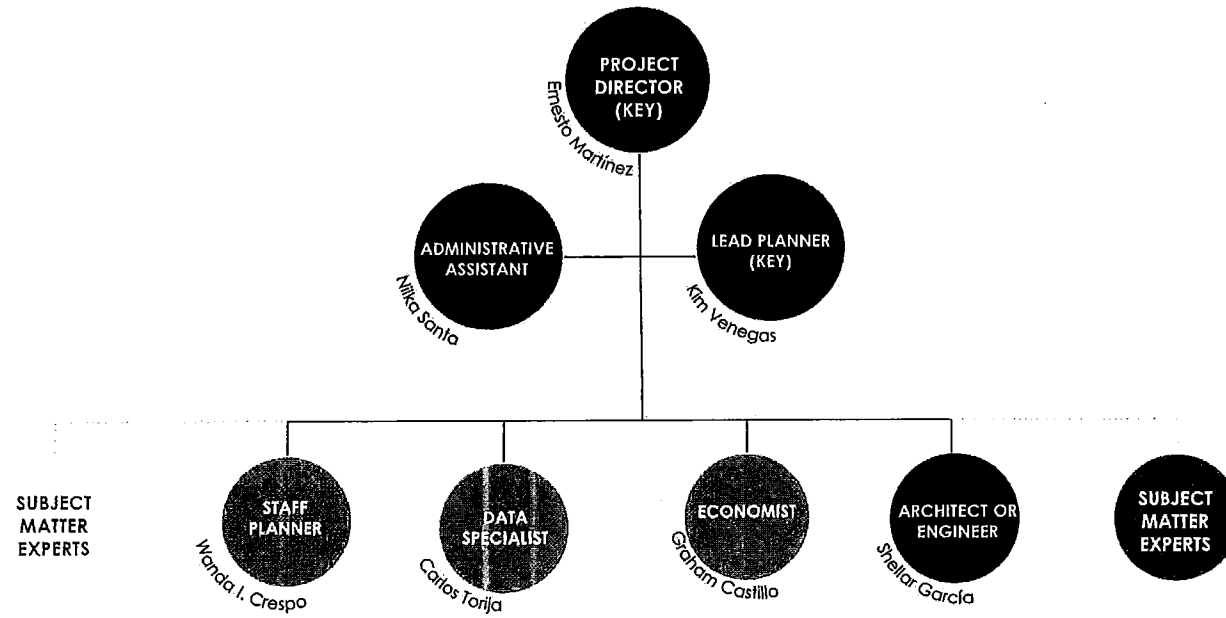 PROJECT
DIRECTOR
(KEY)
Ernesto Martínez
ADMINISTRATIVE
ASSISTANT
Nilka Santa
LEAD PLANNER
(KEY)
Kim Venegas
SUBJECT
MATTER
EXPERTS
STAFF
PLANNER
Wanda I. Crespo
DATA
SPECIALIST
Carlos Torija
ECONOMIST
Graham Castillo
ARCHITECT OR
ENGINEER
Shellar García
SUBJECT
MATTER
EXPERTS